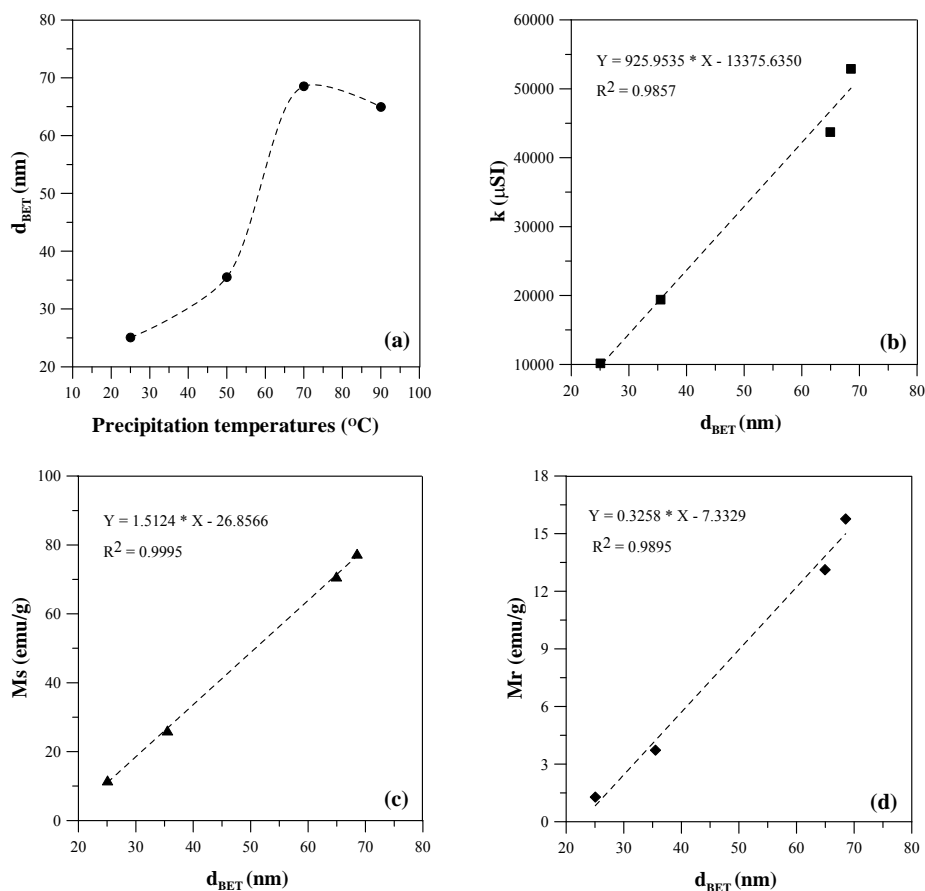 80
70
60
50
40
30
20
d_BET (nm)
(a)
10 20 30 40 50 60 70 80 90 100
Precipitation temperatures (°C)
60000
50000
40000
30000
20000
10000
k (μSI)
Y = 925.9535 * X - 13375.6350
R² = 0.9857
(b)
20 30 40 50 60 70 80
d_BET (nm)
100
80
60
40
20
0
Ms (emu/g)
Y = 1.5124 * X - 26.8566
R² = 0.9995
(c)
20 30 40 50 60 70 80
d_BET (nm)
18
15
12
9
6
3
0
Mr (emu/g)
Y = 0.3258 * X - 7.3329
R² = 0.9895
(d)
20 30 40 50 60 70 80
d_BET (nm)